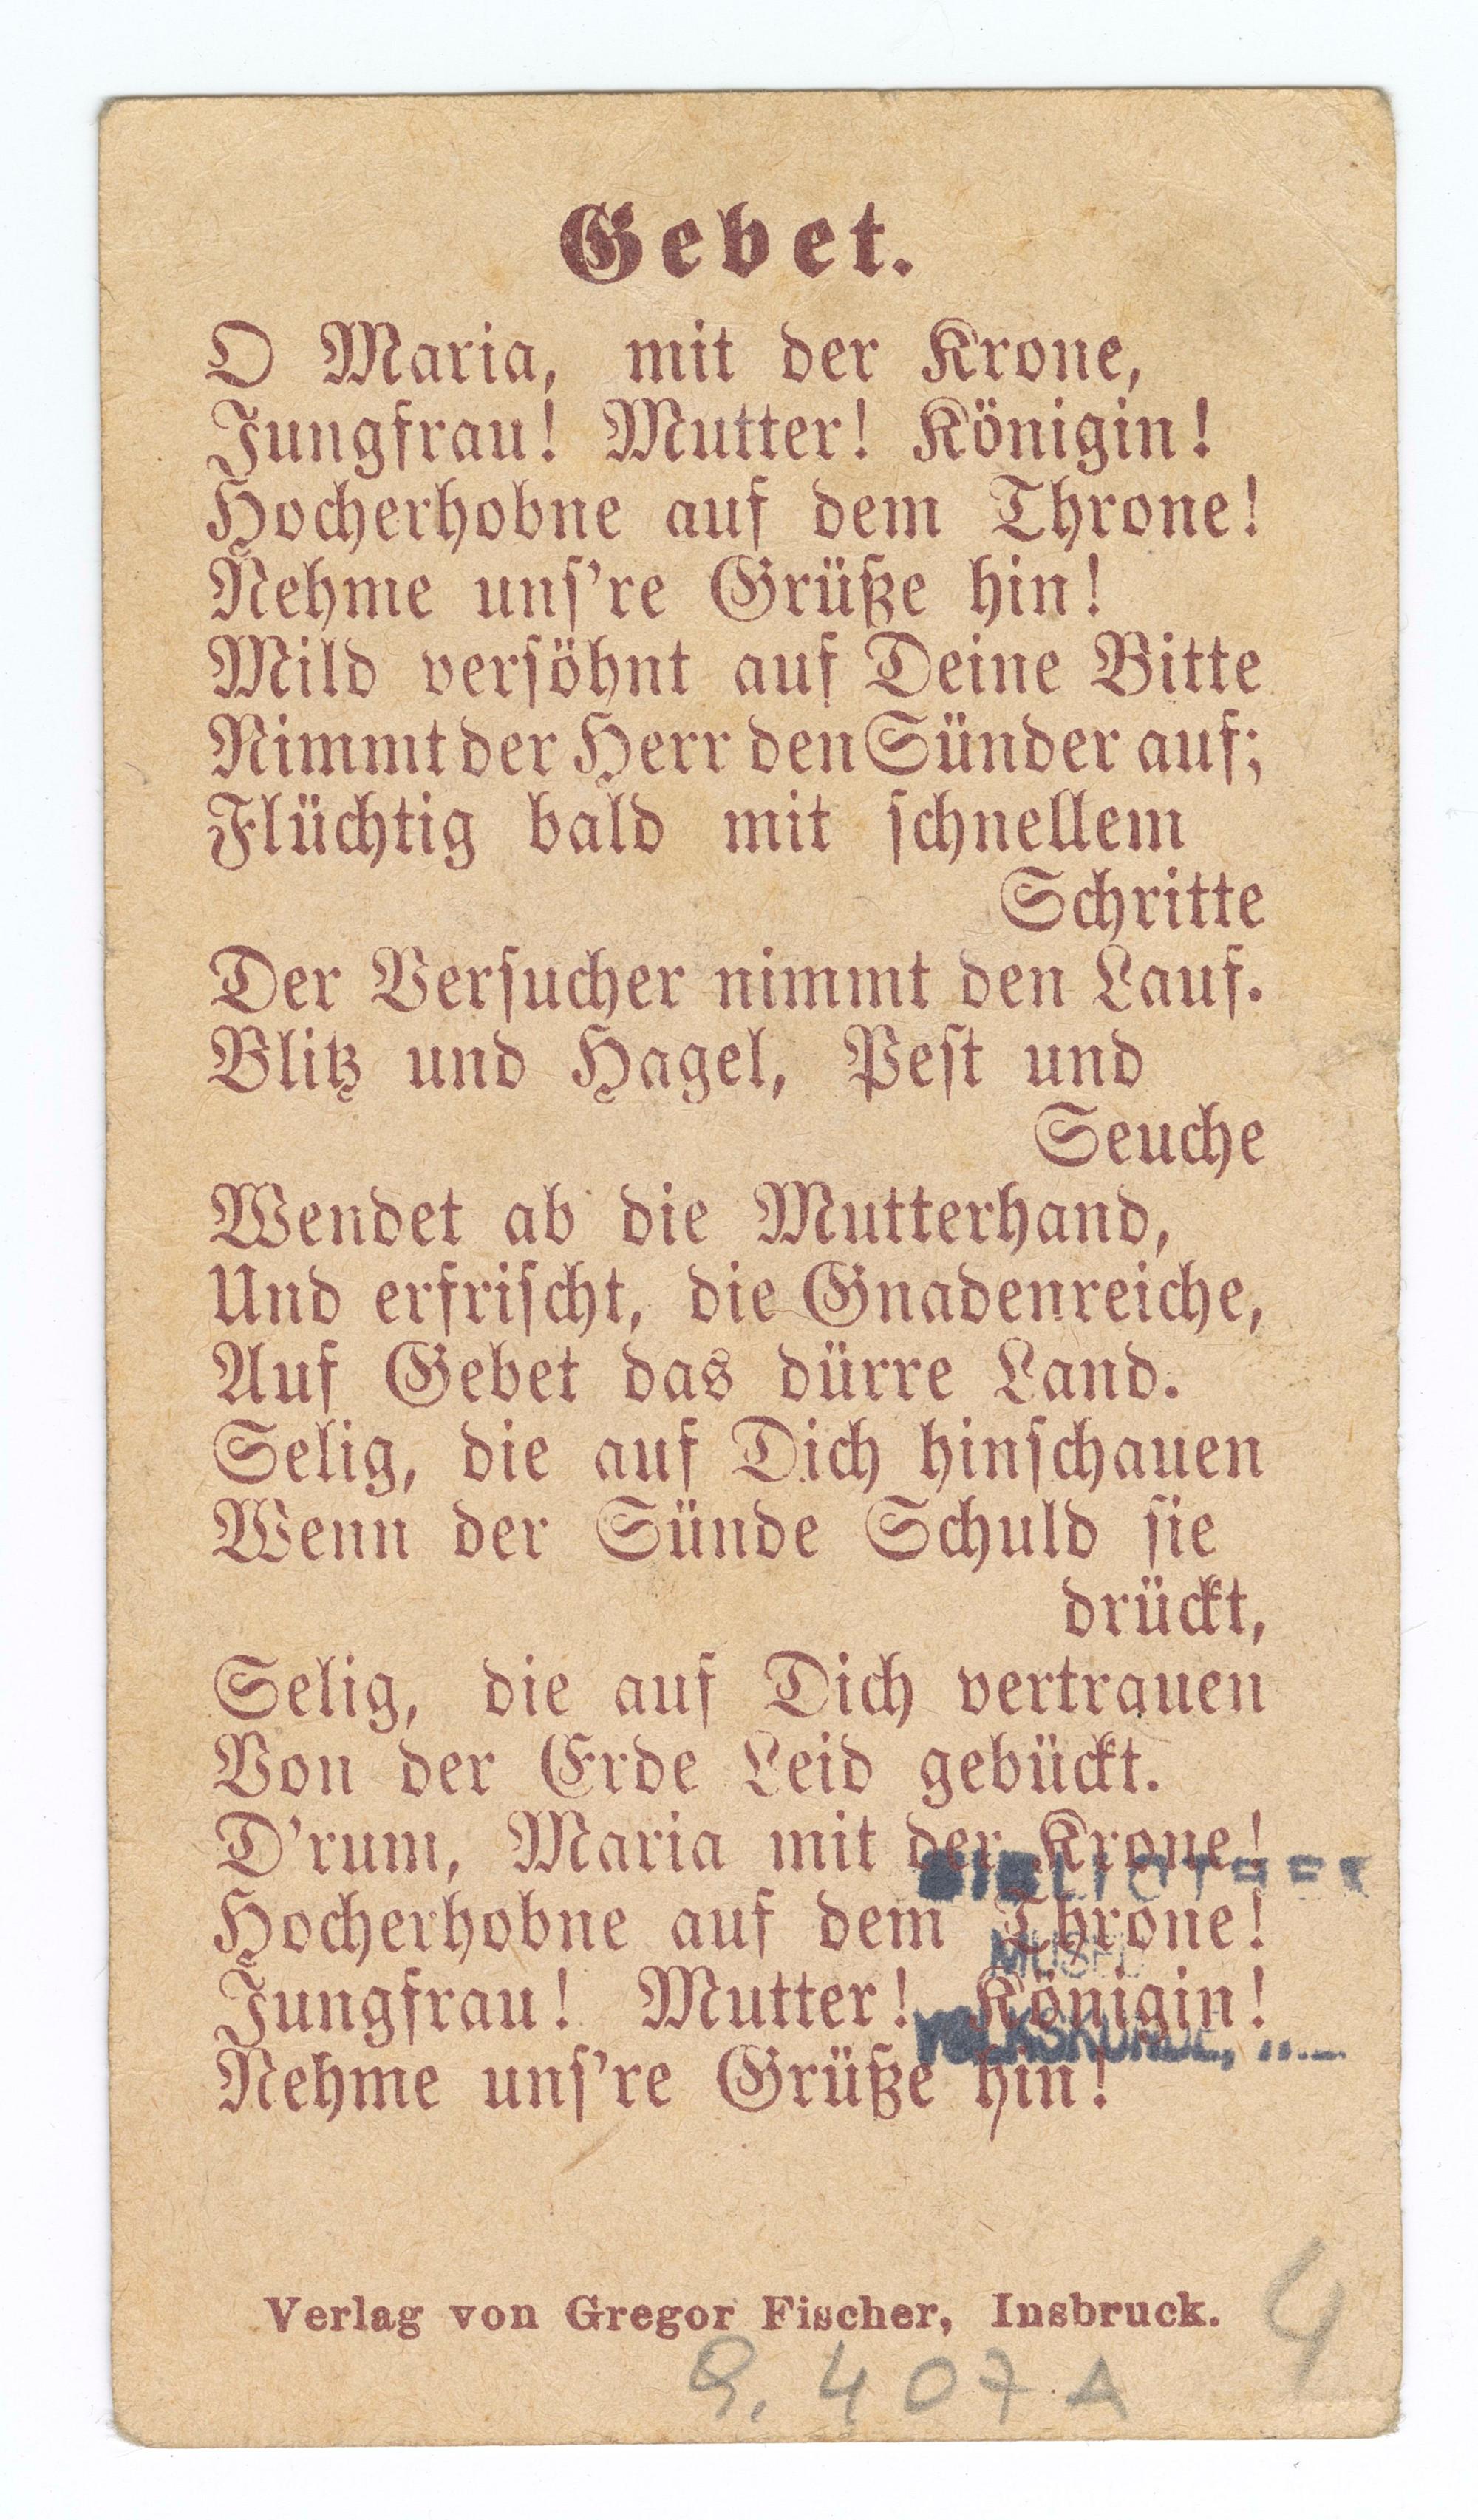 Gebet.
O Maria, mit der Krone,
Jungfrau! Mutter! Königin!
Hocherhobne auf dem Throne!
Nehme uns're Grüße hin!
Mild versöhnt auf Deine Bitte
Nimmt der Herr den Sünder auf;
Flüchtig bald mit schnellem
Schritte
Der Versucher nimmt den Lauf.
Blitz und Hagel, Pest und
Seuche
Wendet ab die Mutterhand,
Und erfrischt, die Gnadenreiche,
Auf Gebet das dürre Land.
Selig, die auf Dich hinschauen
Wenn der Sünde Schuld sie
drückt,
Selig, die auf Dich vertrauen
Von der Erde Leid gebückt.
D'rum, Maria mit der Krone!
BIBLIOTHEK
Hocherhobne auf dem Throne!
Jungfrau! Mutter! Königin!
VOLKSKUNDE,
Nehme uns're Grüße hin!
Verlag von Gregor Fischer, Insbruck.
4
407 A